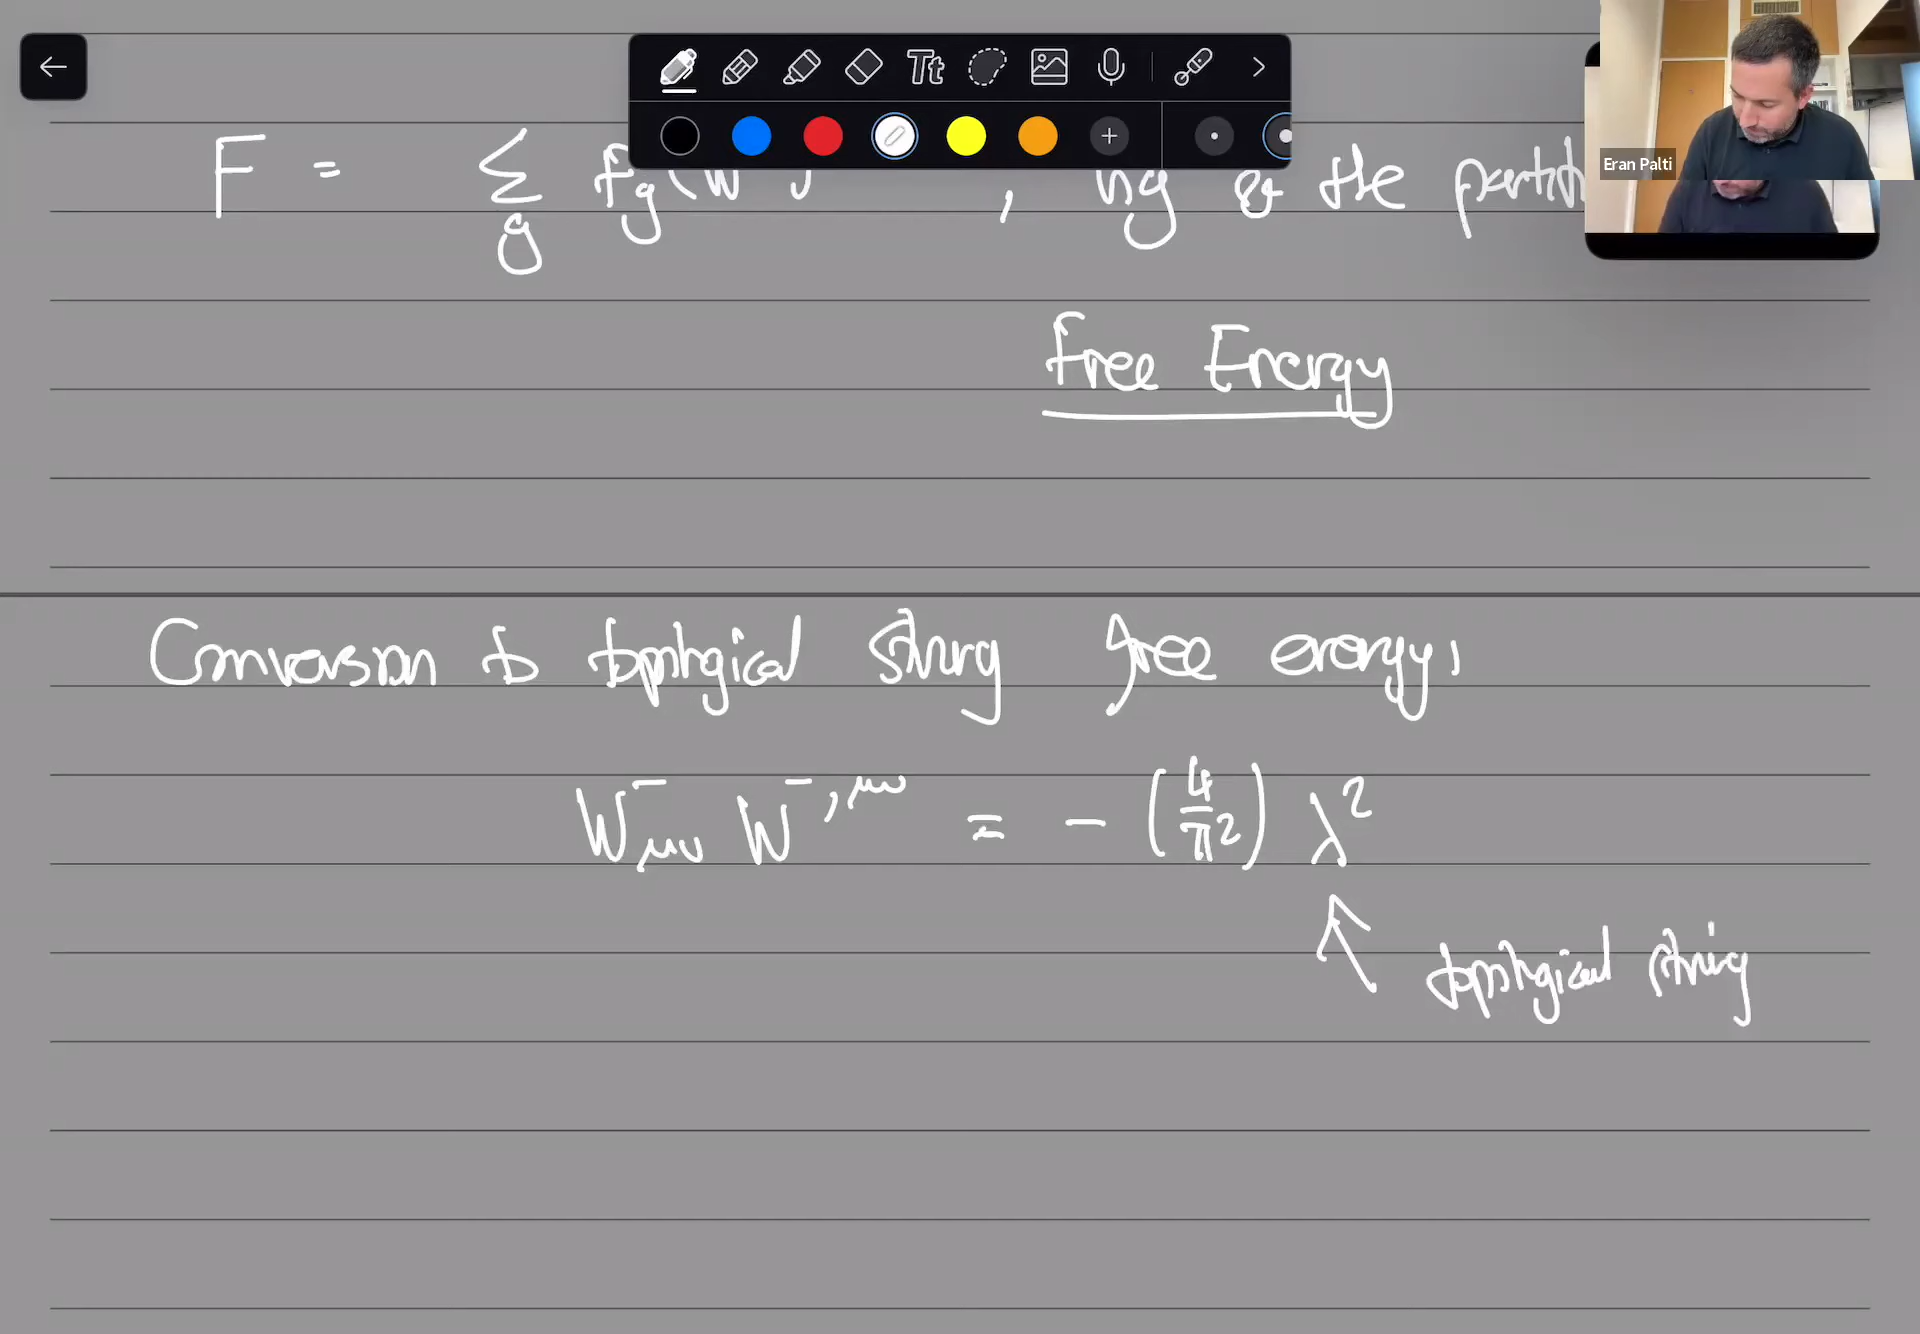 Tt
Eran Palti
F = Σ_g F_g (W , ng & the
Free Energy
Conversion to topological string free energy:
W⁻_μν W⁻,μν = - (4/π²) λ²
↑ topological string